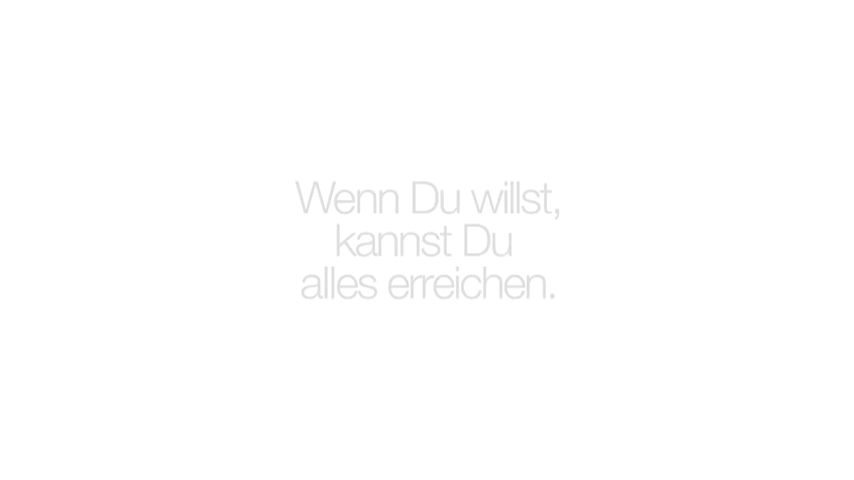 Wenn Du willst,
kannst Du
alles erreichen.